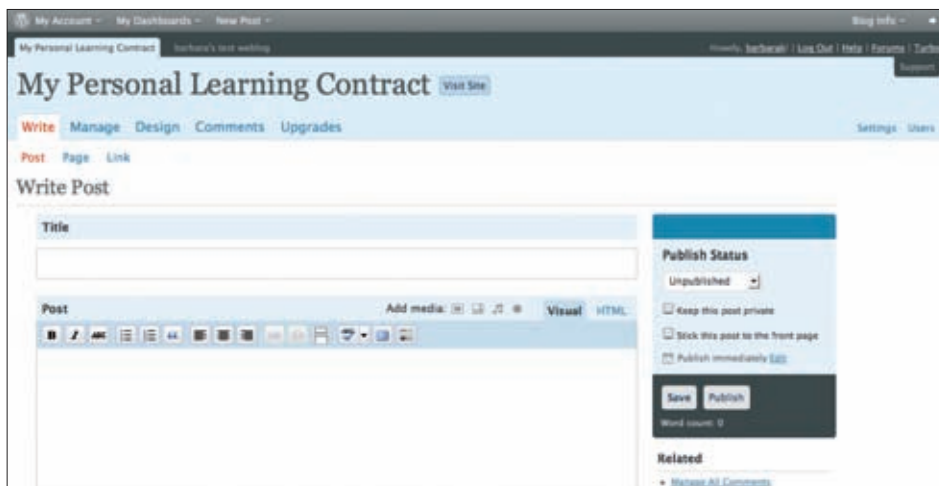 My Account My Dashboards New Post Blog Info
My Personal Learning Contract barbara's test weblog Howdy, | Log Out | Help | Forums | Turbo
Support
My Personal Learning Contract Visit Site
Write Manage Design Comments Upgrades Settings Users
Post Page Link
Write Post
Title
Publish Status
Unpublished
Post Add media: Visual HTML
Keep this post private
B I ABC
Stick this post to the front page
Publish immediately Edit
Save Publish
Word count: 0
Related
Manage All Comments